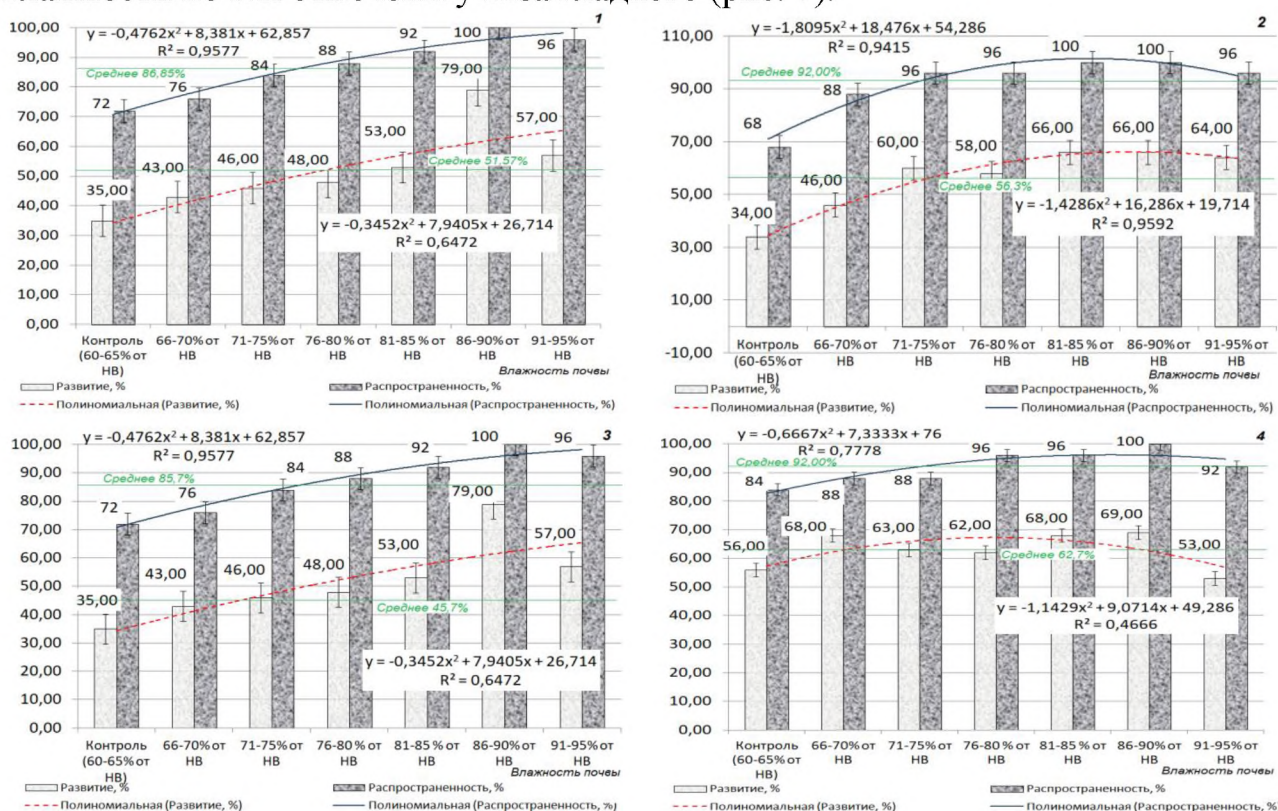 (рис. 4).
1
y = -0,4762x² + 8,381x + 62,857
R² = 0,9577
Среднее 86,85%
Среднее 51,57%
y = -0,3452x² + 7,9405x + 26,714
R² = 0,6472
100,00
90,00
80,00
70,00
60,00
50,00
40,00
30,00
20,00
10,00
0,00
72 76 84 88 92 100 96
35,00 43,00 46,00 48,00 53,00 79,00 57,00
Контроль 66-70% от 71-75% от 76-80% от 81-85% от 86-90% от 91-95% от
(60-65% от НВ НВ НВ НВ НВ НВ
НВ)
Влажность почвы
Развитие, % Распространенность, %
Полиномиальная (Развитие, %) Полиномиальная (Распространенность, %)
2
y = -1,8095x² + 18,476x + 54,286
R² = 0,9415
Среднее 92,00%
Среднее 56,3%
y = -1,4286x² + 16,286x + 19,714
R² = 0,9592
110,00
90,00
70,00
50,00
30,00
10,00
-10,00
68 88 96 96 100 100 96
34,00 46,00 60,00 58,00 66,00 66,00 64,00
Контроль 66-70% от 71-75% от 76-80% от 81-85% от 86-90% от 91-95% от
(60-65% от НВ НВ НВ НВ НВ НВ
НВ)
Влажность почвы
Развитие, % Распространенность, %
Полиномиальная (Развитие, %) Полиномиальная (Распространенность, %)
3
y = -0,4762x² + 8,381x + 62,857
R² = 0,9577
Среднее 85,7%
Среднее 45,7%
y = -0,3452x² + 7,9405x + 26,714
R² = 0,6472
100,00
90,00
80,00
70,00
60,00
50,00
40,00
30,00
20,00
10,00
0,00
72 76 84 88 92 100 96
35,00 43,00 46,00 48,00 53,00 79,00 57,00
Контроль 66-70% от 71-75% от 76-80% от 81-85% от 86-90% от 91-95% от
(60-65% от НВ НВ НВ НВ НВ НВ
НВ)
Влажность почвы
Развитие, % Распространенность, %
Полиномиальная (Развитие, %) Полиномиальная (Распространенность, %)
4
y = -0,6667x² + 7,3333x + 76
R² = 0,7778
Среднее 92,00%
Среднее 62,7%
y = -1,1429x² + 9,0714x + 49,286
R² = 0,4666
100,00
90,00
80,00
70,00
60,00
50,00
40,00
30,00
20,00
10,00
0,00
84 88 88 96 96 100 92
56,00 68,00 63,00 62,00 68,00 69,00 53,00
Контроль 66-70% от 71-75% от 76-80% от 81-85% от 86-90% от 91-95% от
(60-65% от НВ НВ НВ НВ НВ НВ
НВ)
Влажность почвы
Развитие, % Распространенность, %
Полиномиальная (Развитие, %) Полиномиальная (Распространенность, %)